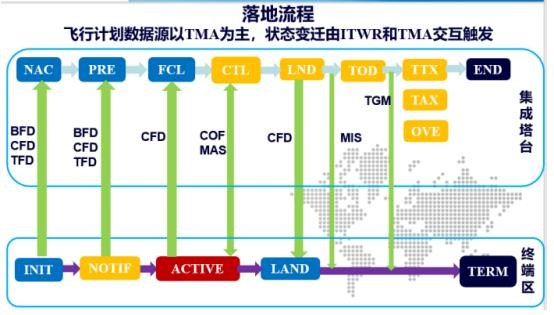 落地流程
飞行计划数据源以TMA为主，状态变迁由ITWR和TMA交互触发
NAC PRE FCL CTL LND TOD TTX END
TAX
OVE
BFD
CFD
TFD
BFD
CFD
TFD
CFD
COF
MAS
CFD
MIS
TGM
集成塔台
INIT NOTIF ACTIVE LAND TERM
终端区